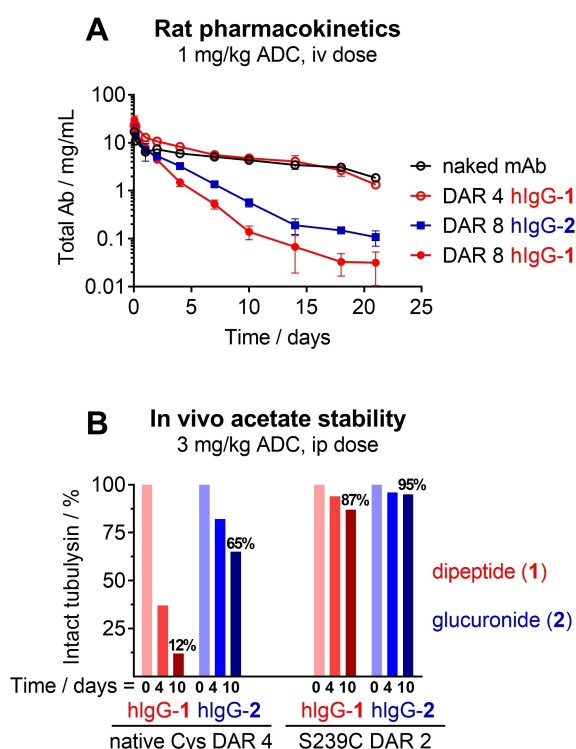 A
Rat pharmacokinetics
1 mg/kg ADC, iv dose
Total Ab / mg/mL
100
10
1
0.1
0.01
0 5 10 15 20 25
Time / days
naked mAb
DAR 4 hIgG-1
DAR 8 hIgG-2
DAR 8 hIgG-1
B
In vivo acetate stability
3 mg/kg ADC, ip dose
Intact tubulysin / %
100
75
50
25
12%
65%
87%
95%
dipeptide (1)
glucuronide (2)
Time / days = 0 4 10 0 4 10 0 4 10 0 4 10
hIgG-1 hIgG-2 hIgG-1 hIgG-2
native Cys DAR 4 S239C DAR 2